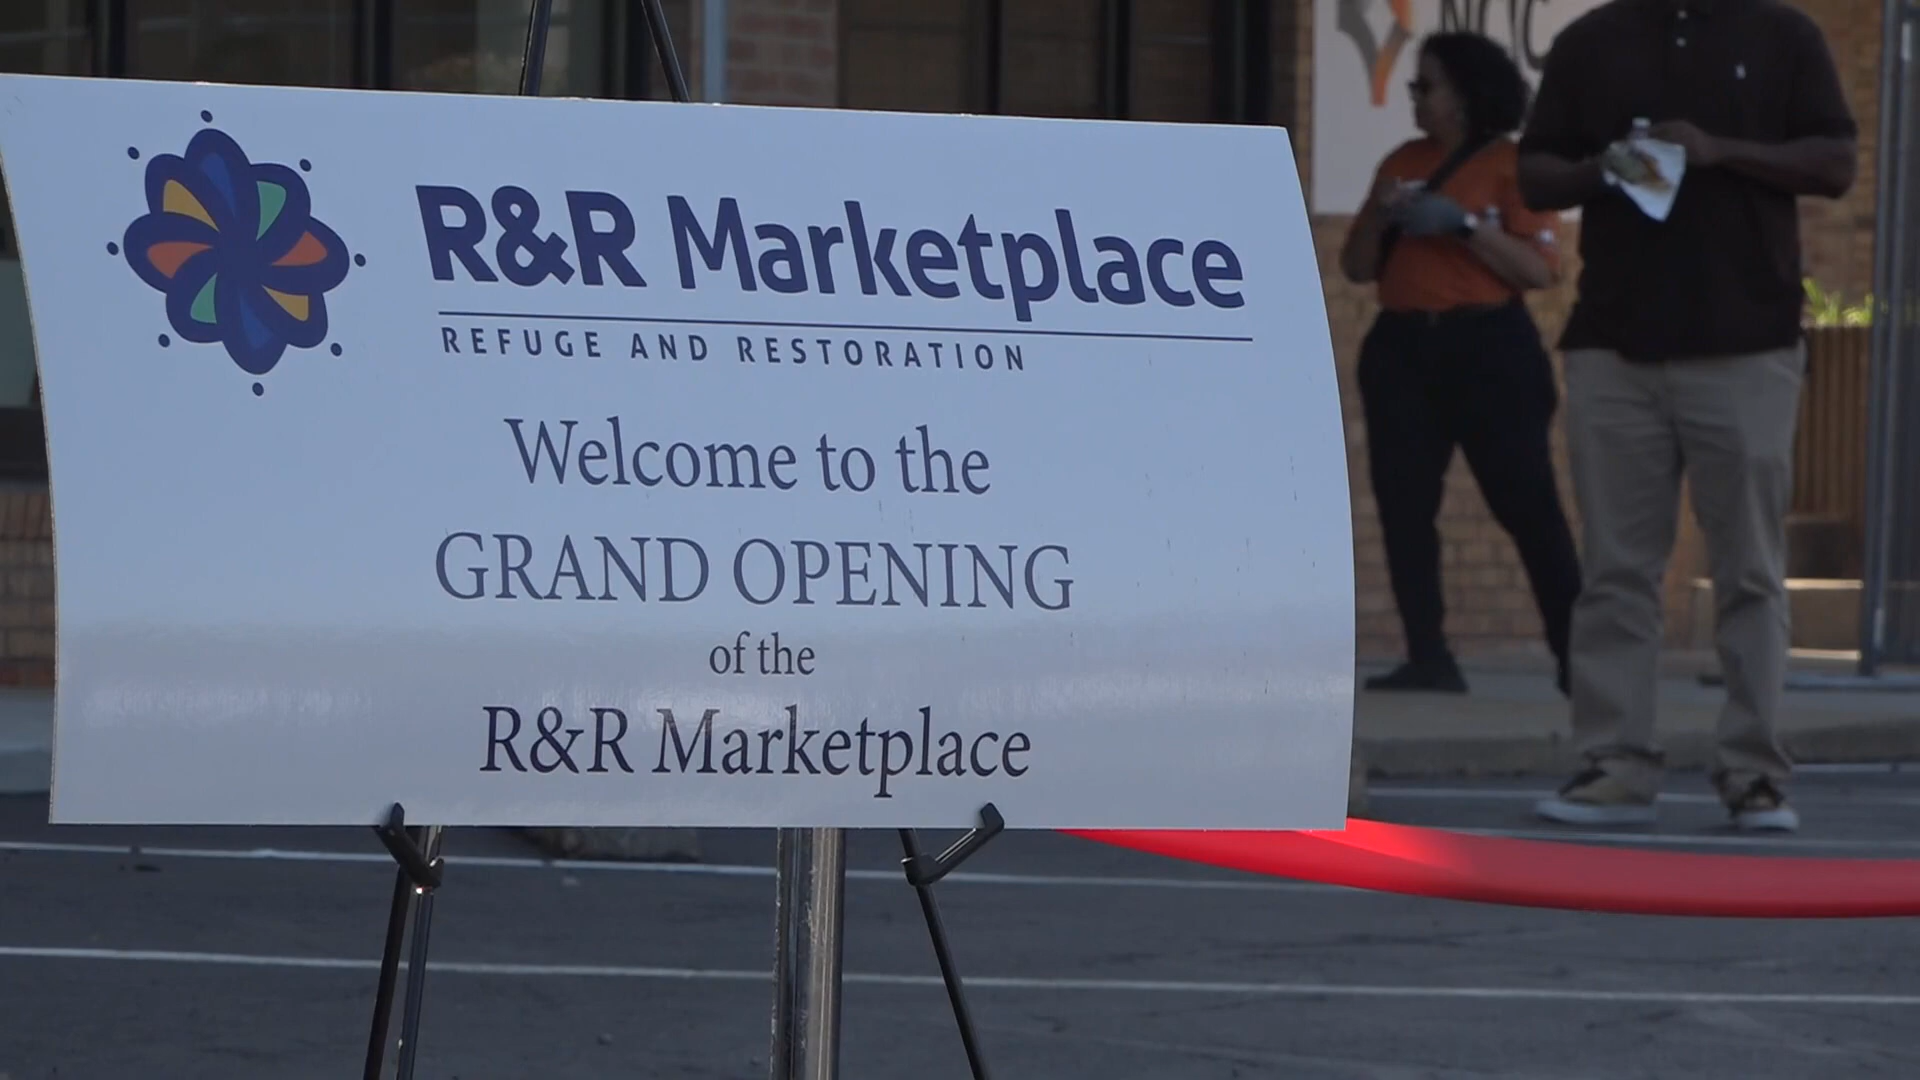 R&R Marketplace
REFUGE AND RESTORATION
Welcome to the
GRAND OPENING
of the
R&R Marketplace